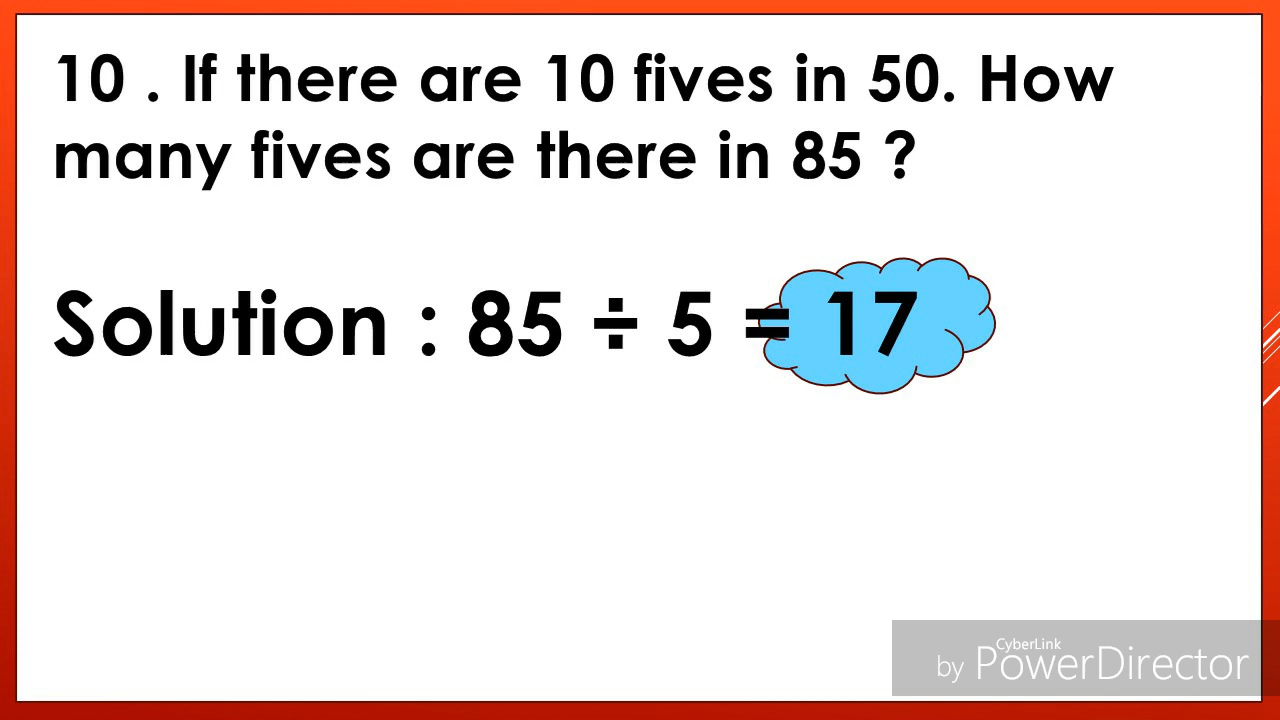 10 . If there are 10 fives in 50. How
many fives are there in 85 ?
Solution : 85 ÷ 5 = 17
CyberLink
by PowerDirector